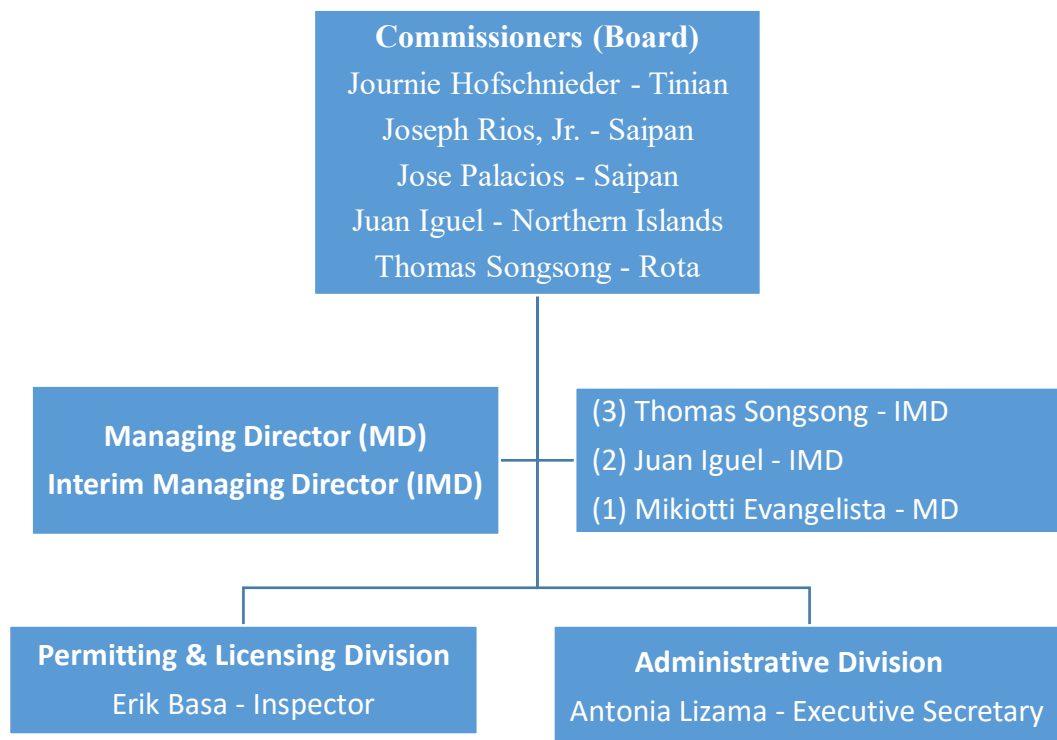 Commissioners (Board)
Journie Hofschnieder - Tinian
Joseph Rios, Jr. - Saipan
Jose Palacios - Saipan
Juan Iguel - Northern Islands
Thomas Songsong - Rota
Managing Director (MD)
Interim Managing Director (IMD)
(3) Thomas Songsong - IMD
(2) Juan Iguel - IMD
(1) Mikiotti Evangelista - MD
Permitting & Licensing Division
Erik Basa - Inspector
Administrative Division
Antonia Lizama - Executive Secretary